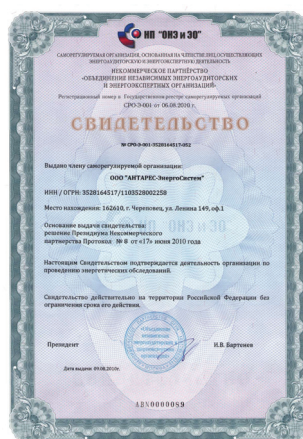 НП "ОНЭ и ЭО"
САМОРЕГУЛИРУЕМАЯ ОРГАНИЗАЦИЯ, ОСНОВАННАЯ НА ЧЛЕНСТВЕ ЛИЦ, ОСУЩЕСТВЛЯЮЩИХ
ЭНЕРГОАУДИТОРСКУЮ И ЭНЕРГОЭКСПЕРТНУЮ ДЕЯТЕЛЬНОСТЬ
НЕКОММЕРЧЕСКОЕ ПАРТНЁРСТВО
«ОБЪЕДИНЕНИЕ НЕЗАВИСИМЫХ ЭНЕРГОАУДИТОРСКИХ
И ЭНЕРГОЭКСПЕРТНЫХ ОРГАНИЗАЦИЙ»
Регистрационный номер в Государственном реестре саморегулируемых организаций
СРО-Э-001 от 06.08.2010 г.
СВИДЕТЕЛЬСТВО
№ СРО-Э-001-3528164517-052
Выдано члену саморегулируемой организации:
ООО "АНТАРЕС-ЭнергоСистем"
ИНН / ОГРН: 3528164517/1103528002258
Место нахождения: 162610, г. Череповец, ул. Ленина 149, оф.1
Основание выдачи свидетельства:
решение Президиума Некоммерческого
партнерства Протокол № 6 от «17» июня 2010 года
Настоящим Свидетельством подтверждается деятельность организации по
проведению энергетических обследований.
Свидетельство действительно на территории Российской Федерации без
ограничения срока его действия.
Президент И.В. Бартенев
Дата выдачи 09.08.2010г.
АВN0000089